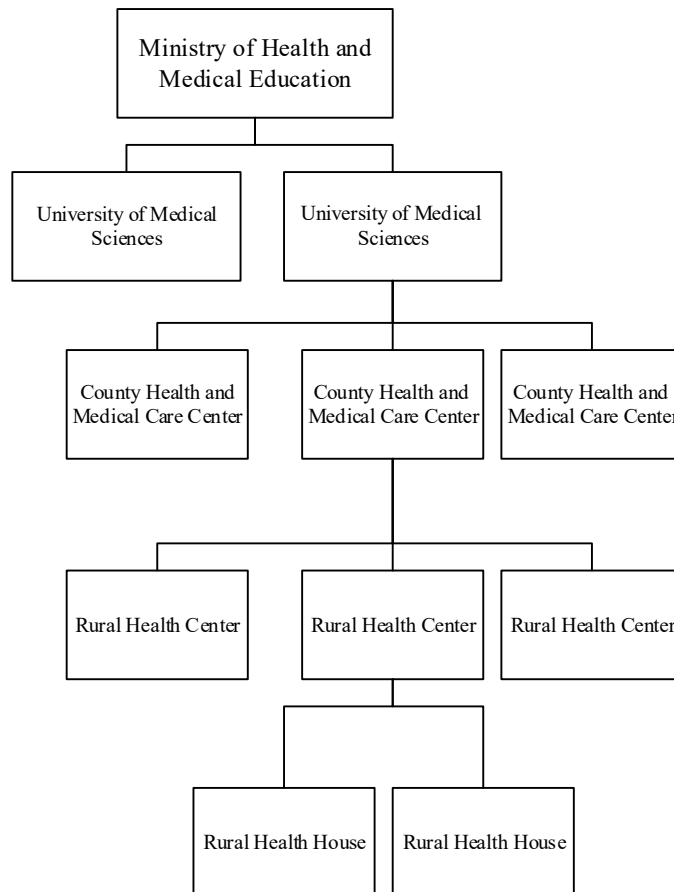 Ministry of Health and
Medical Education
University of Medical
Sciences
University of Medical
Sciences
County Health and
Medical Care Center
County Health and
Medical Care Center
County Health and
Medical Care Center
Rural Health Center
Rural Health Center
Rural Health Center
Rural Health House
Rural Health House